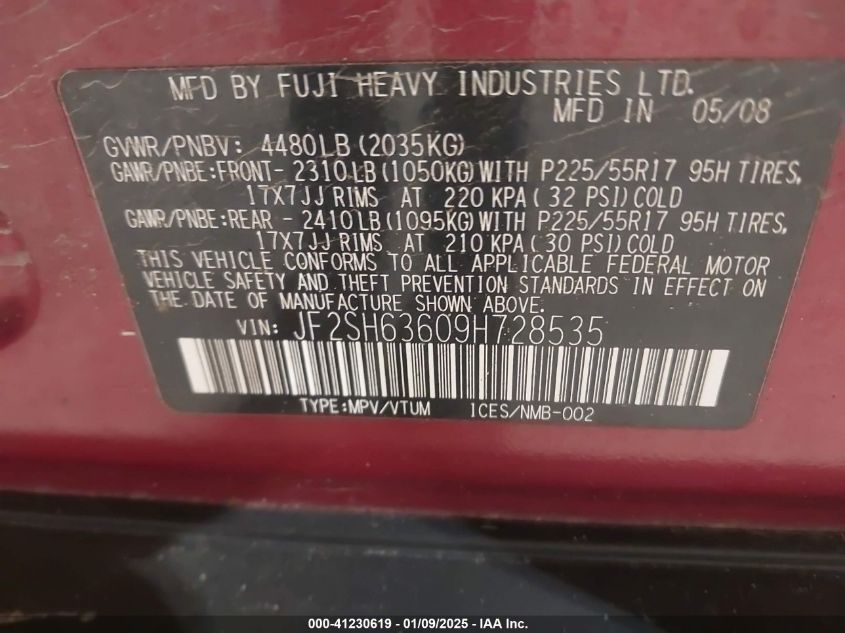 MFD BY FUJI HEAVY INDUSTRIES LTD.
MFD IN 05/08
GVWR/PNBV: 4480LB(2035KG)
GAWR/PNBE:FRONT- 2310LB(1050KG)WITH P225/55R17 95H TIRES,
17X7JJ RIMS AT 220 KPA(32 PSI)COLD
GAWR/PNBE:REAR - 2410LB(1095KG)WITH P225/55R17 95H TIRES,
17X7JJ RIMS AT 210 KPA(30 PSI)COLD
THIS VEHICLE CONFORMS TO ALL APPLICABLE FEDERAL MOTOR
VEHICLE SAFETY AND THEFT PREVENTION STANDARDS IN EFFECT ON
THE DATE OF MANUFACTURE SHOWN ABOVE.
VIN: JF2SH63609H728535
TYPE:MPV/VTUM 1CES/NMB-002
000-41230619 - 01/09/2025 - IAA Inc.